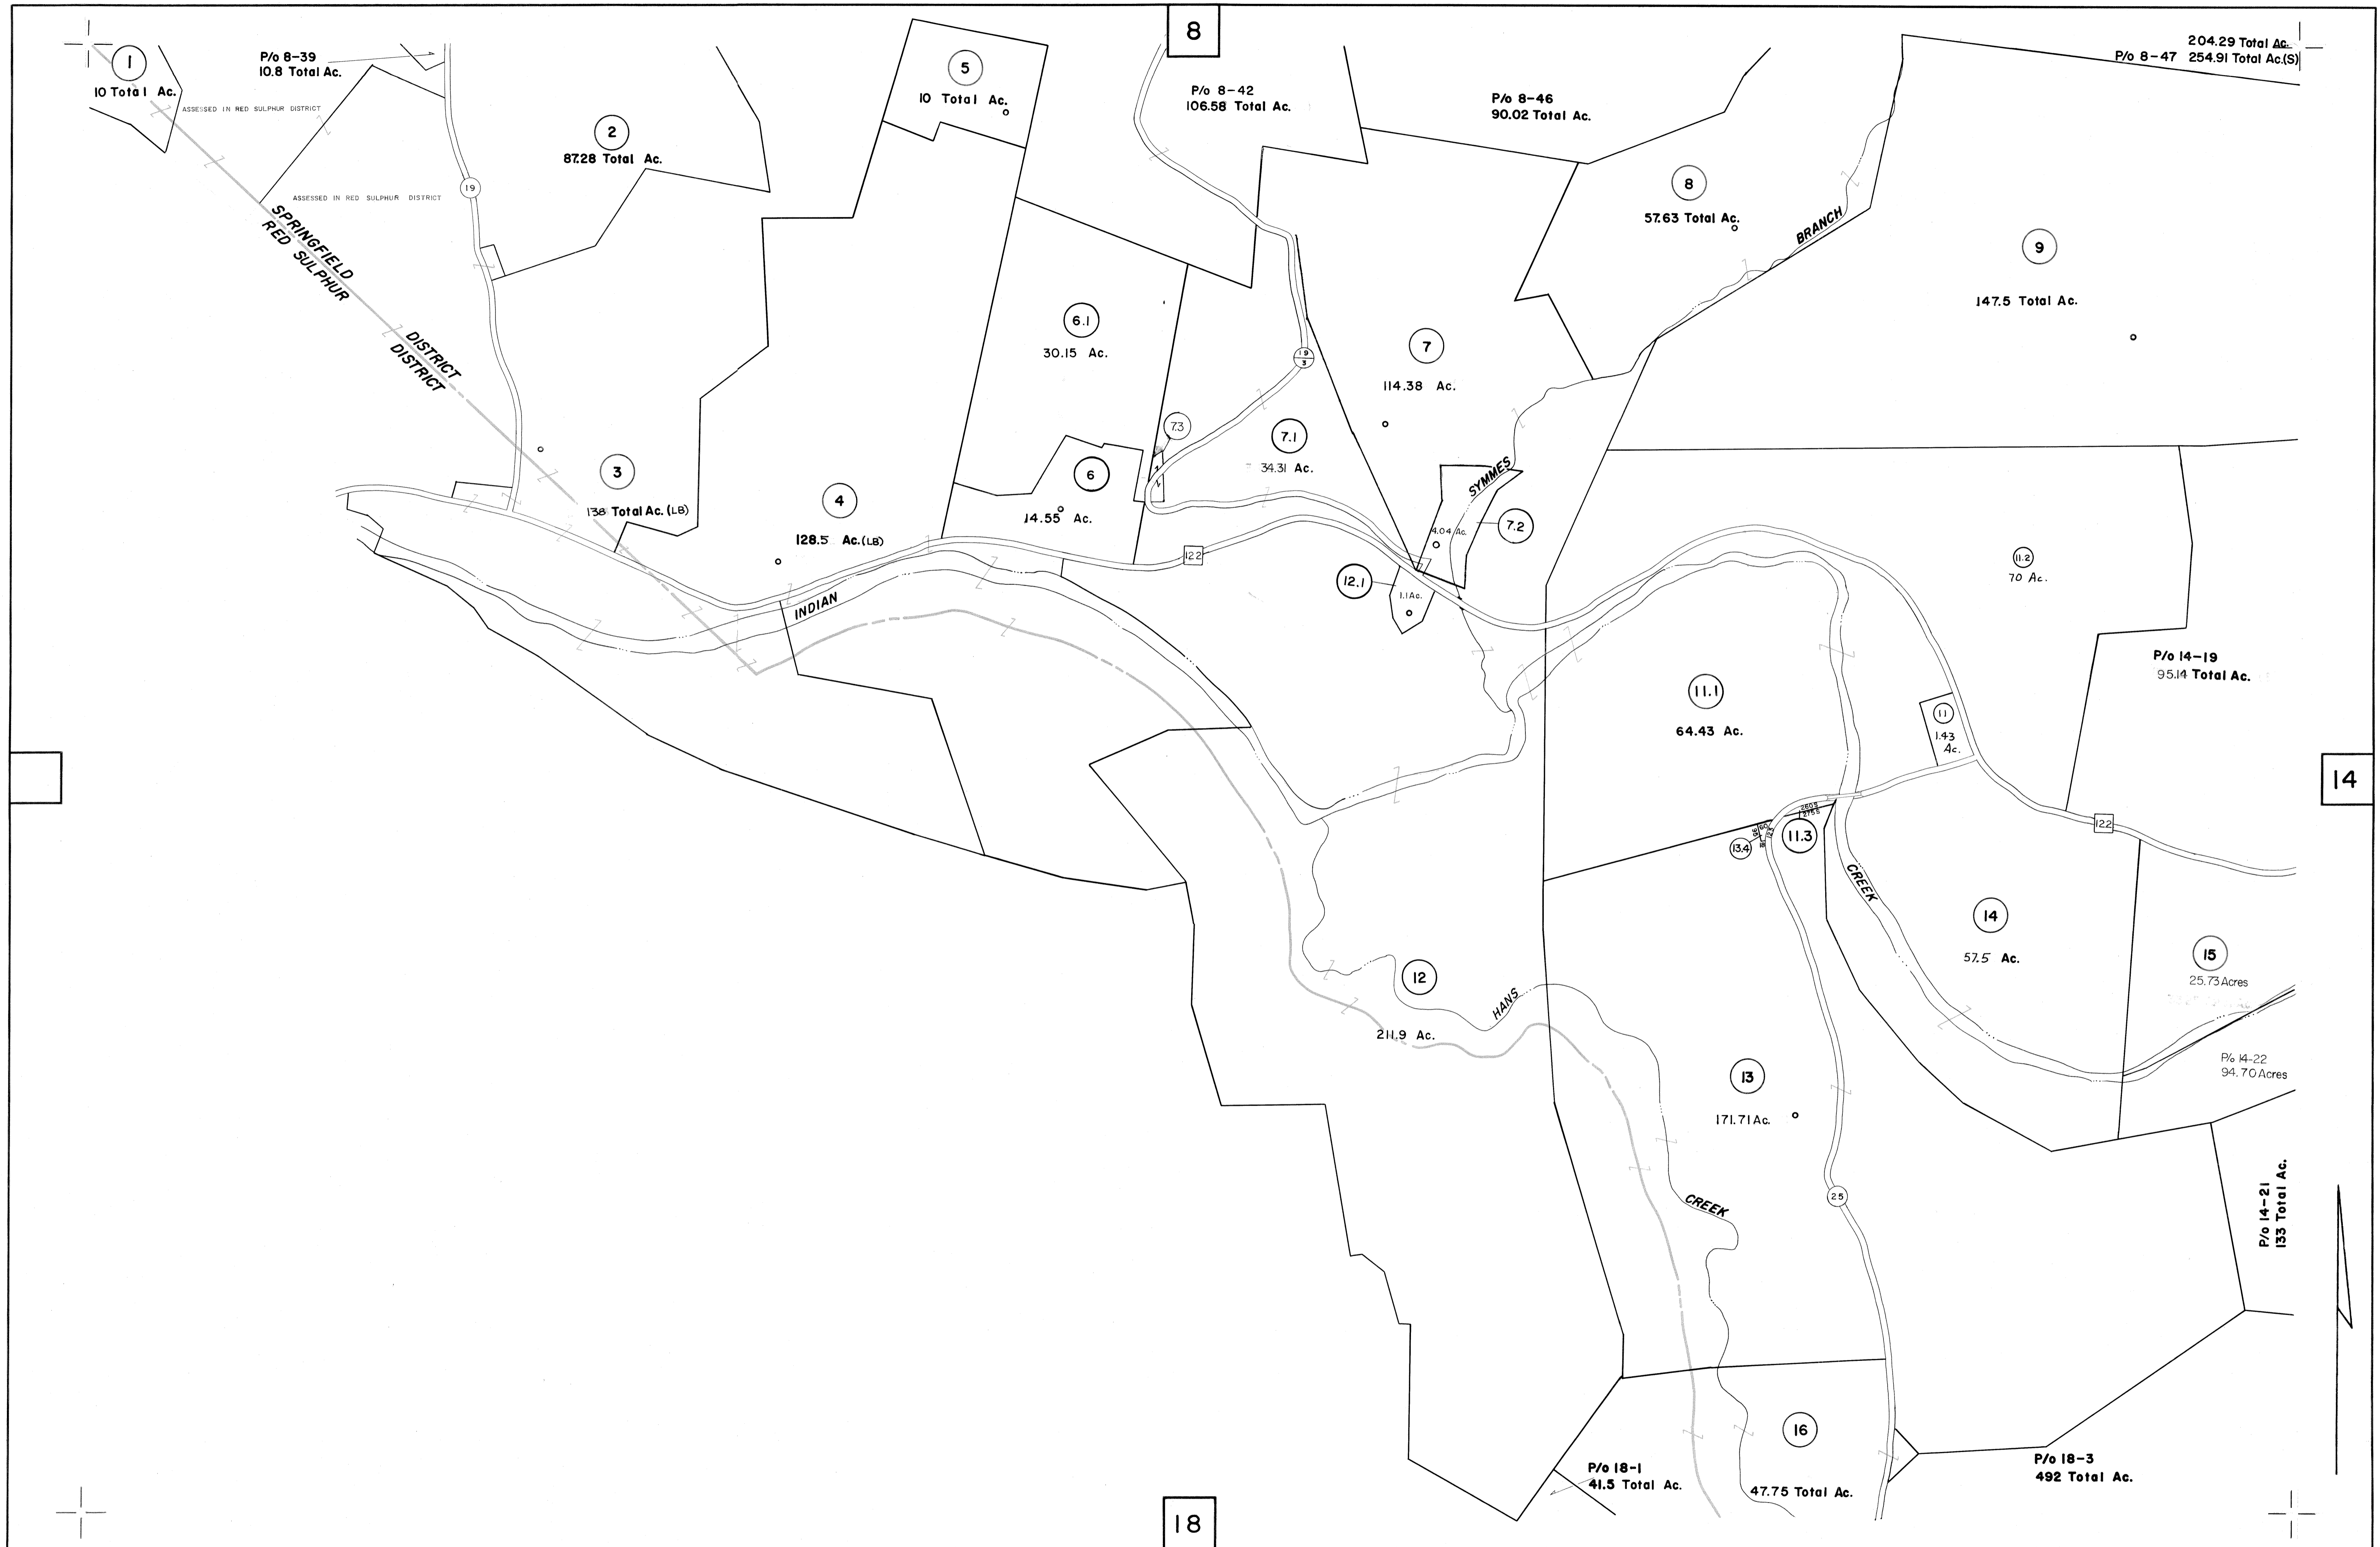 8
1
10 Total Ac.
P/o 8-39
10.8 Total Ac.
ASSESSED IN RED SULPHUR DISTRICT
ASSESSED IN RED SULPHUR DISTRICT
2
87.28 Total Ac.
5
10 Total Ac.
P/o 8-42
106.58 Total Ac.
P/o 8-46
90.02 Total Ac.
204.29 Total Ac.
P/o 8-47 254.91 Total Ac.(S)
19
SPRINGFIELD DISTRICT
RED SULPHUR DISTRICT
8
57.63 Total Ac.
SYMMES BRANCH
9
147.5 Total Ac.
6.1
30.15 Ac.
19
3
7
114.38 Ac.
7.3
7.1
34.31 Ac.
3
138 Total Ac. (LB)
4
128.5 Ac. (LB)
6
14.55 Ac.
122
4.04 Ac.
7.2
12.1
1.1 Ac.
11.2
70 Ac.
INDIAN
P/o 14-19
95.14 Total Ac.
11.1
64.43 Ac.
11
1.43
Ac.
14
260.5
275.5
11.3
13.4
96
60
123
122
CREEK
14
57.5 Ac.
15
25.73 Acres
12
211.9 Ac.
HANS
P/o 14-22
94.70 Acres
13
171.71 Ac.
CREEK
25
P/o 14-21
133 Total Ac.
16
47.75 Total Ac.
P/o 18-1
41.5 Total Ac.
P/o 18-3
492 Total Ac.
18